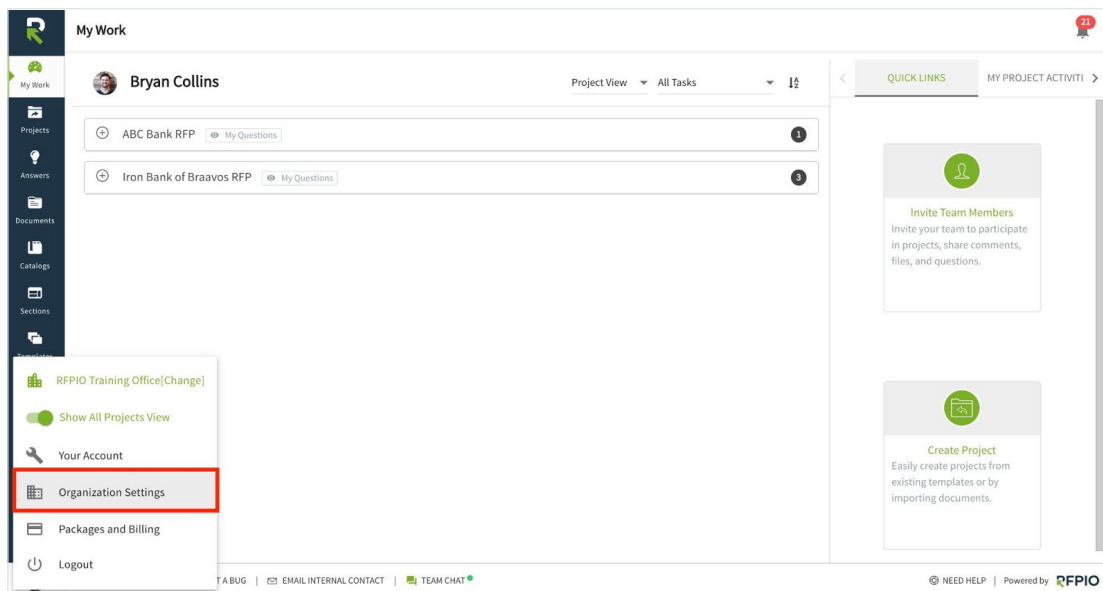 My Work
21
My Work
Projects
Answers
Documents
Catalogs
Sections
Templates
Bryan Collins
Project View
All Tasks
ABC Bank RFP My Questions 1
Iron Bank of Braavos RFP My Questions 3
QUICK LINKS
MY PROJECT ACTIVITI
Invite Team Members
Invite your team to participate
in projects, share comments,
files, and questions.
Create Project
Easily create projects from
existing templates or by
importing documents.
RFPIO Training Office[Change]
Show All Projects View
Your Account
Organization Settings
Packages and Billing
Logout
T A BUG | EMAIL INTERNAL CONTACT | TEAM CHAT
NEED HELP | Powered by RFPIO